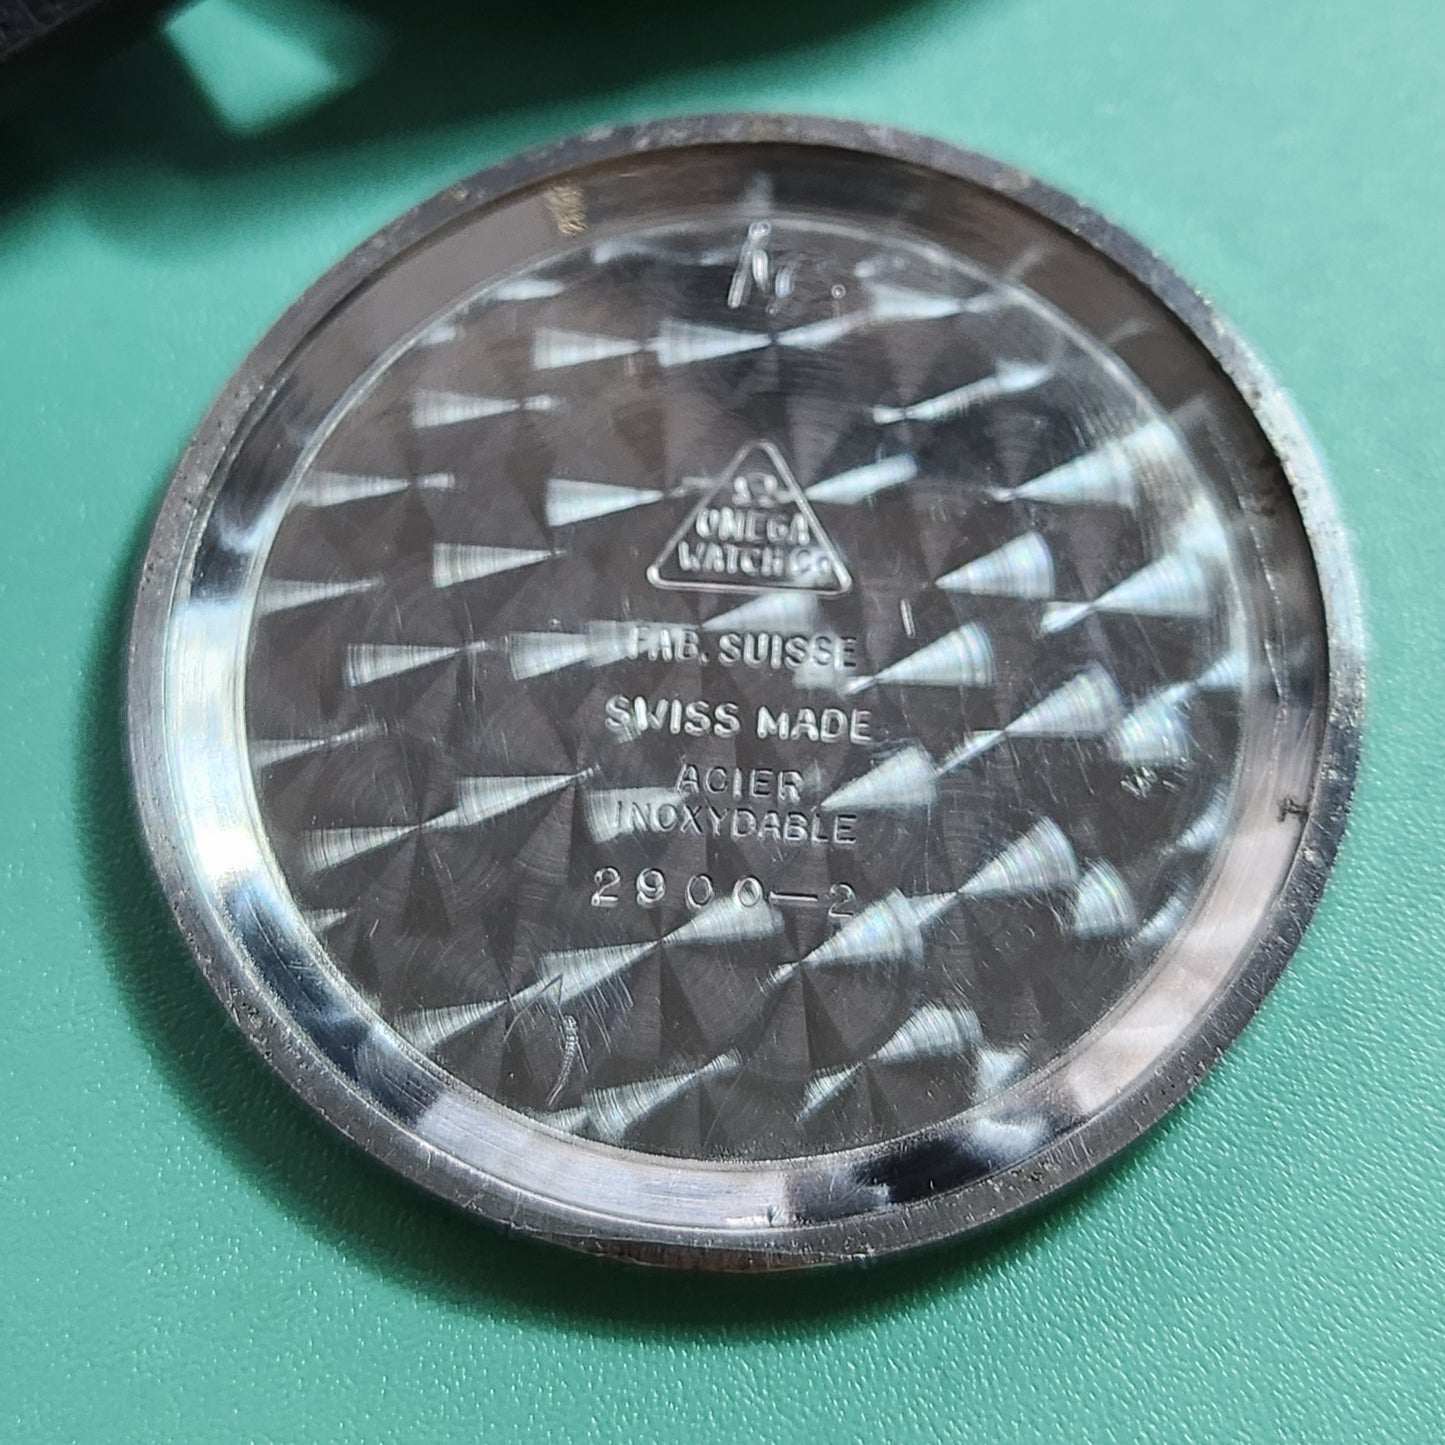 Ω
OMEGA
WATCH Co
FAB. SUISSE
SWISS MADE
ACIER
INOXYDABLE
2900-2